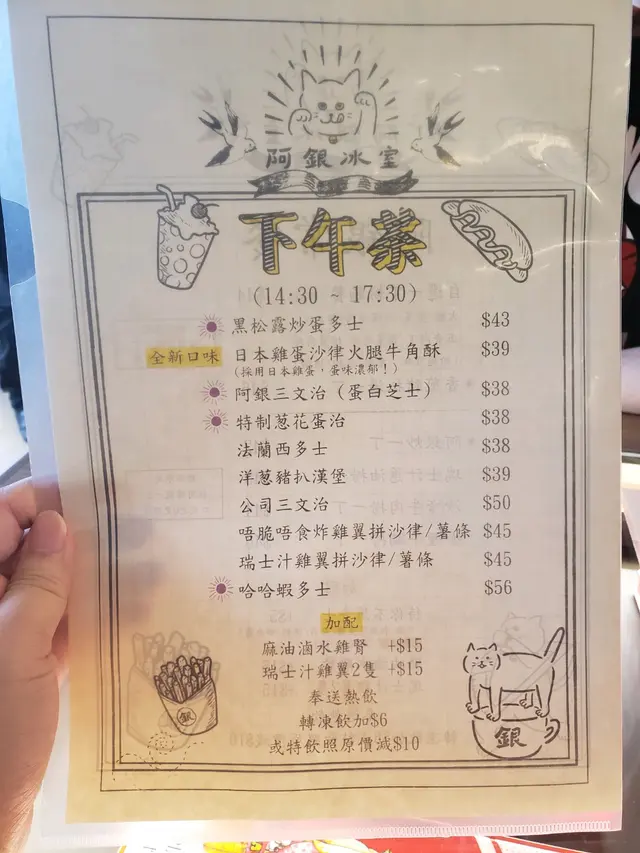 阿銀冰室
下午茶
(14:30 ~ 17:30)
黑松露炒蛋多士 $43
全新口味 日本雞蛋沙律火腿牛角酥 $39
(採用日本雞蛋，蛋味濃郁！)
阿銀三文治 (蛋白芝士) $38
特制葱花蛋治 $38
法蘭西多士 $38
洋葱豬扒漢堡 $39
公司三文治 $50
唔脆唔食炸雞翼拼沙律/薯條 $45
瑞士汁雞翼拼沙律/薯條 $45
哈哈蝦多士 $56
加配
麻油滷水雞腎 +$15
瑞士汁雞翼2隻 +$15
奉送熱飲
轉凍飲加$6
或特飲照原價減$10
銀
銀